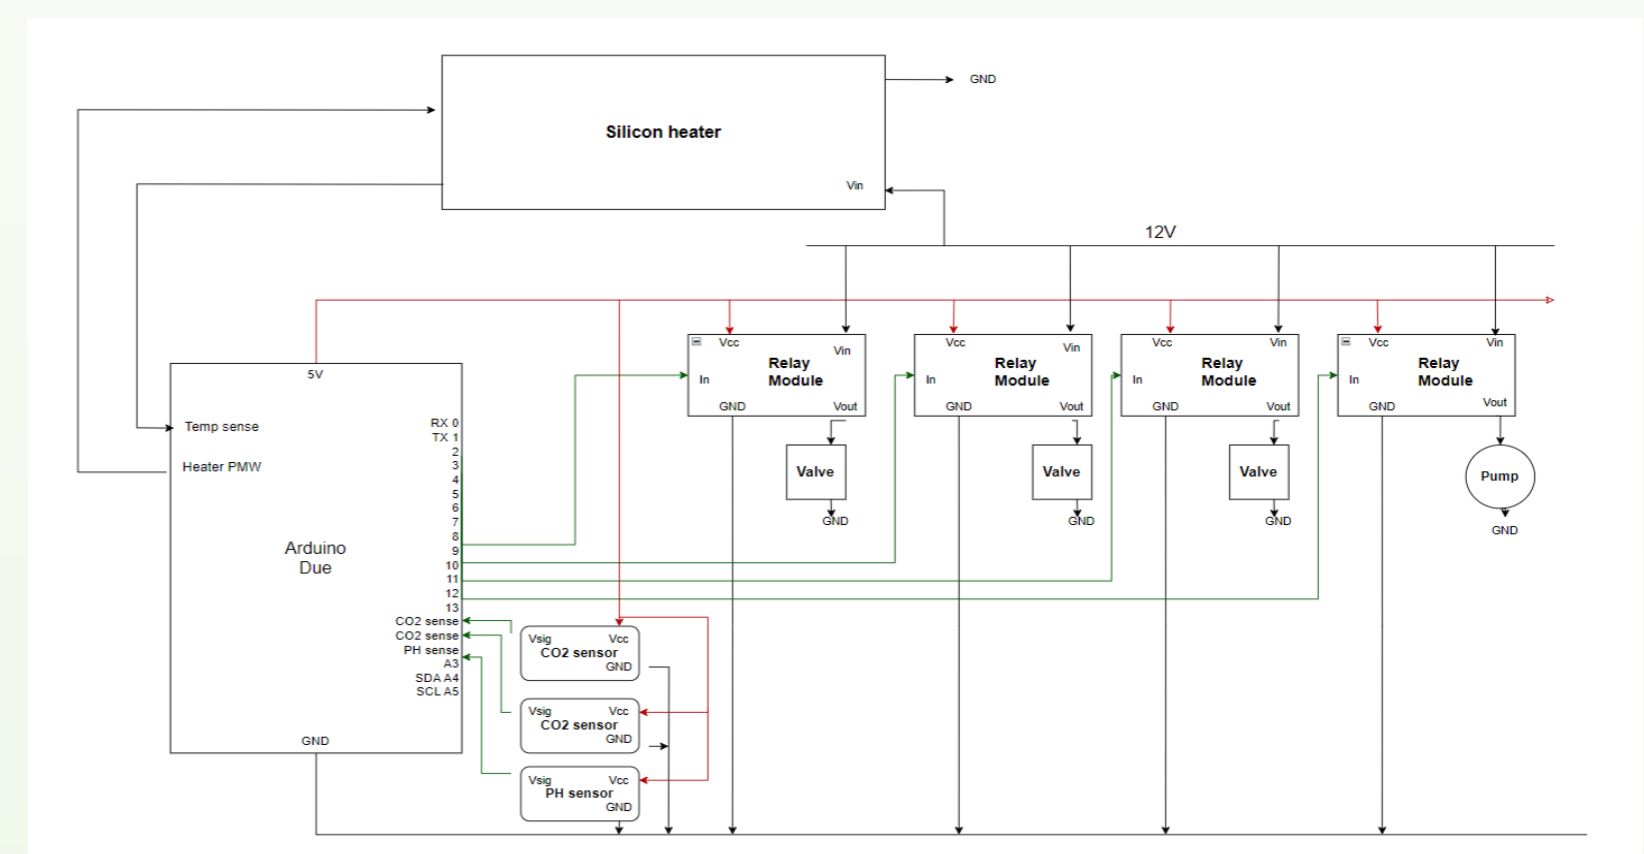 GND
Silicon heater
Vin
12V
Vcc
Vin
Relay
Module
In
GND
Vout
Vcc
Vin
Relay
Module
In
GND
Vout
Vcc
Vin
Relay
Module
In
GND
Vout
Vcc
Vin
Relay
Module
In
GND
Vout
Valve
GND
Valve
GND
Valve
GND
Pump
GND
5V
Temp sense
Heater PMW
Arduino
Due
RX 0
TX 1
2
3
4
5
6
7
8
9
10
11
12
13
CO2 sense
CO2 sense
PH sense
A3
SDA A4
SCL A5
GND
Vsig Vcc
CO2 sensor
GND
Vsig Vcc
CO2 sensor
GND
Vsig Vcc
PH sensor
GND